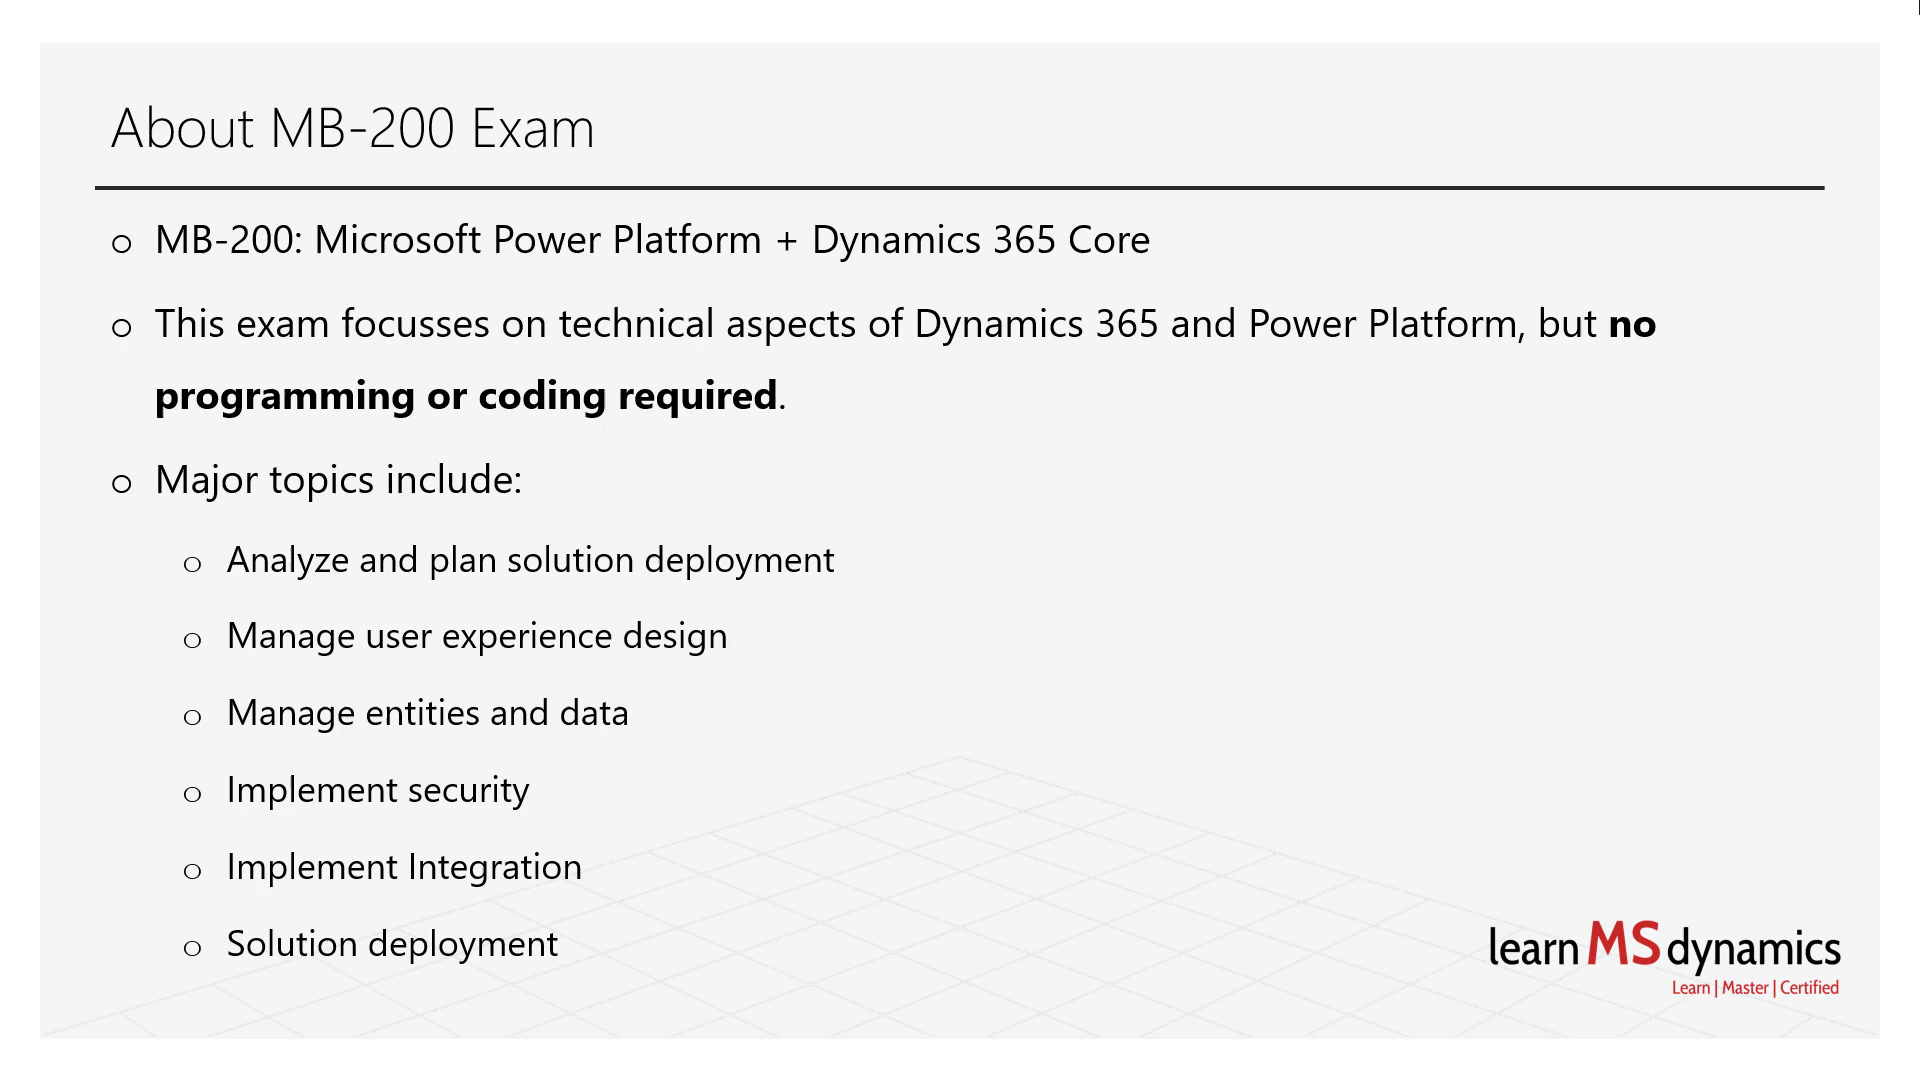 About MB-200 Exam
o MB-200: Microsoft Power Platform + Dynamics 365 Core
o This exam focusses on technical aspects of Dynamics 365 and Power Platform, but no
programming or coding required.
o Major topics include:
o Analyze and plan solution deployment
o Manage user experience design
o Manage entities and data
o Implement security
o Implement Integration
o Solution deployment
learn MS dynamics
Learn | Master | Certified